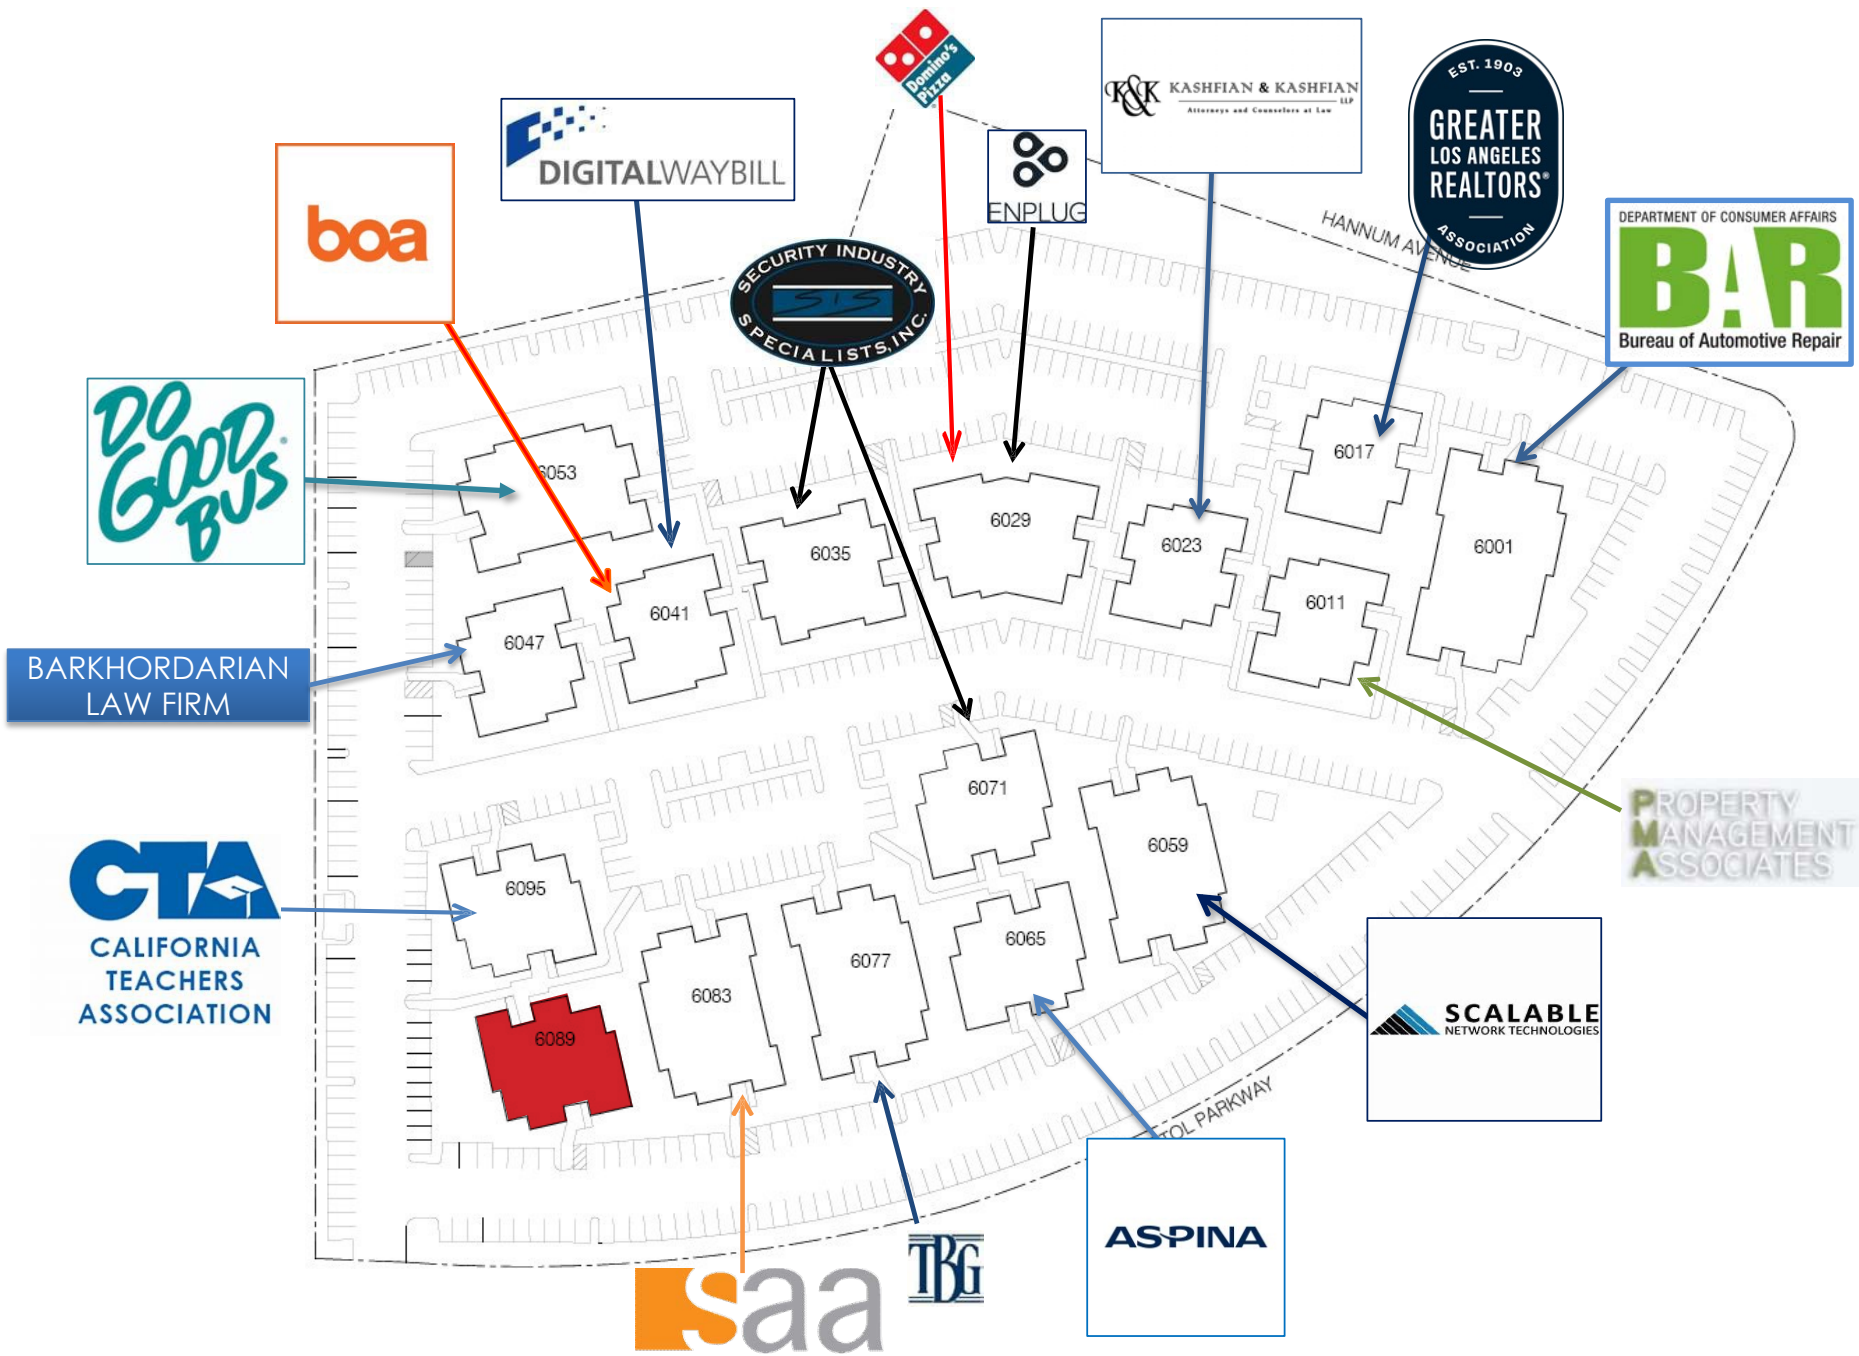 Domino's
Pizza
K&K KASHFIAN & KASHFIAN
LLP
Attorneys and Counselors at Law
EST. 1903
GREATER
LOS ANGELES
REALTORS®
ASSOCIATION
DIGITALWAYBILL
ENPLUG
boa
HANNUM AVENUE
DEPARTMENT OF CONSUMER AFFAIRS
BAR
Bureau of Automotive Repair
SECURITY INDUSTRY
SIS
SPECIALISTS, INC.
DO
GOOD
BUS
6053
6017
6029
6035
6023
6001
6011
6041
6047
BARKHORDARIAN
LAW FIRM
6071
PROPERTY
MANAGEMENT
ASSOCIATES
6059
CTA
CALIFORNIA
TEACHERS
ASSOCIATION
6095
6065
6077
6083
6089
SCALABLE
NETWORK TECHNOLOGIES
TOL PARKWAY
ASPINA
TBG
saa